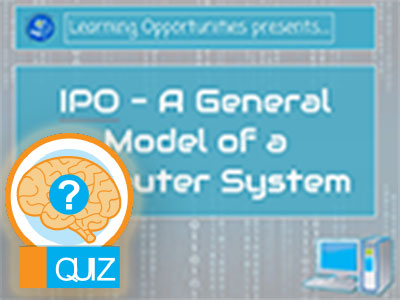 Learning Opportunities presents...
IPO - A General
Model of a
uter System
?
QUIZ